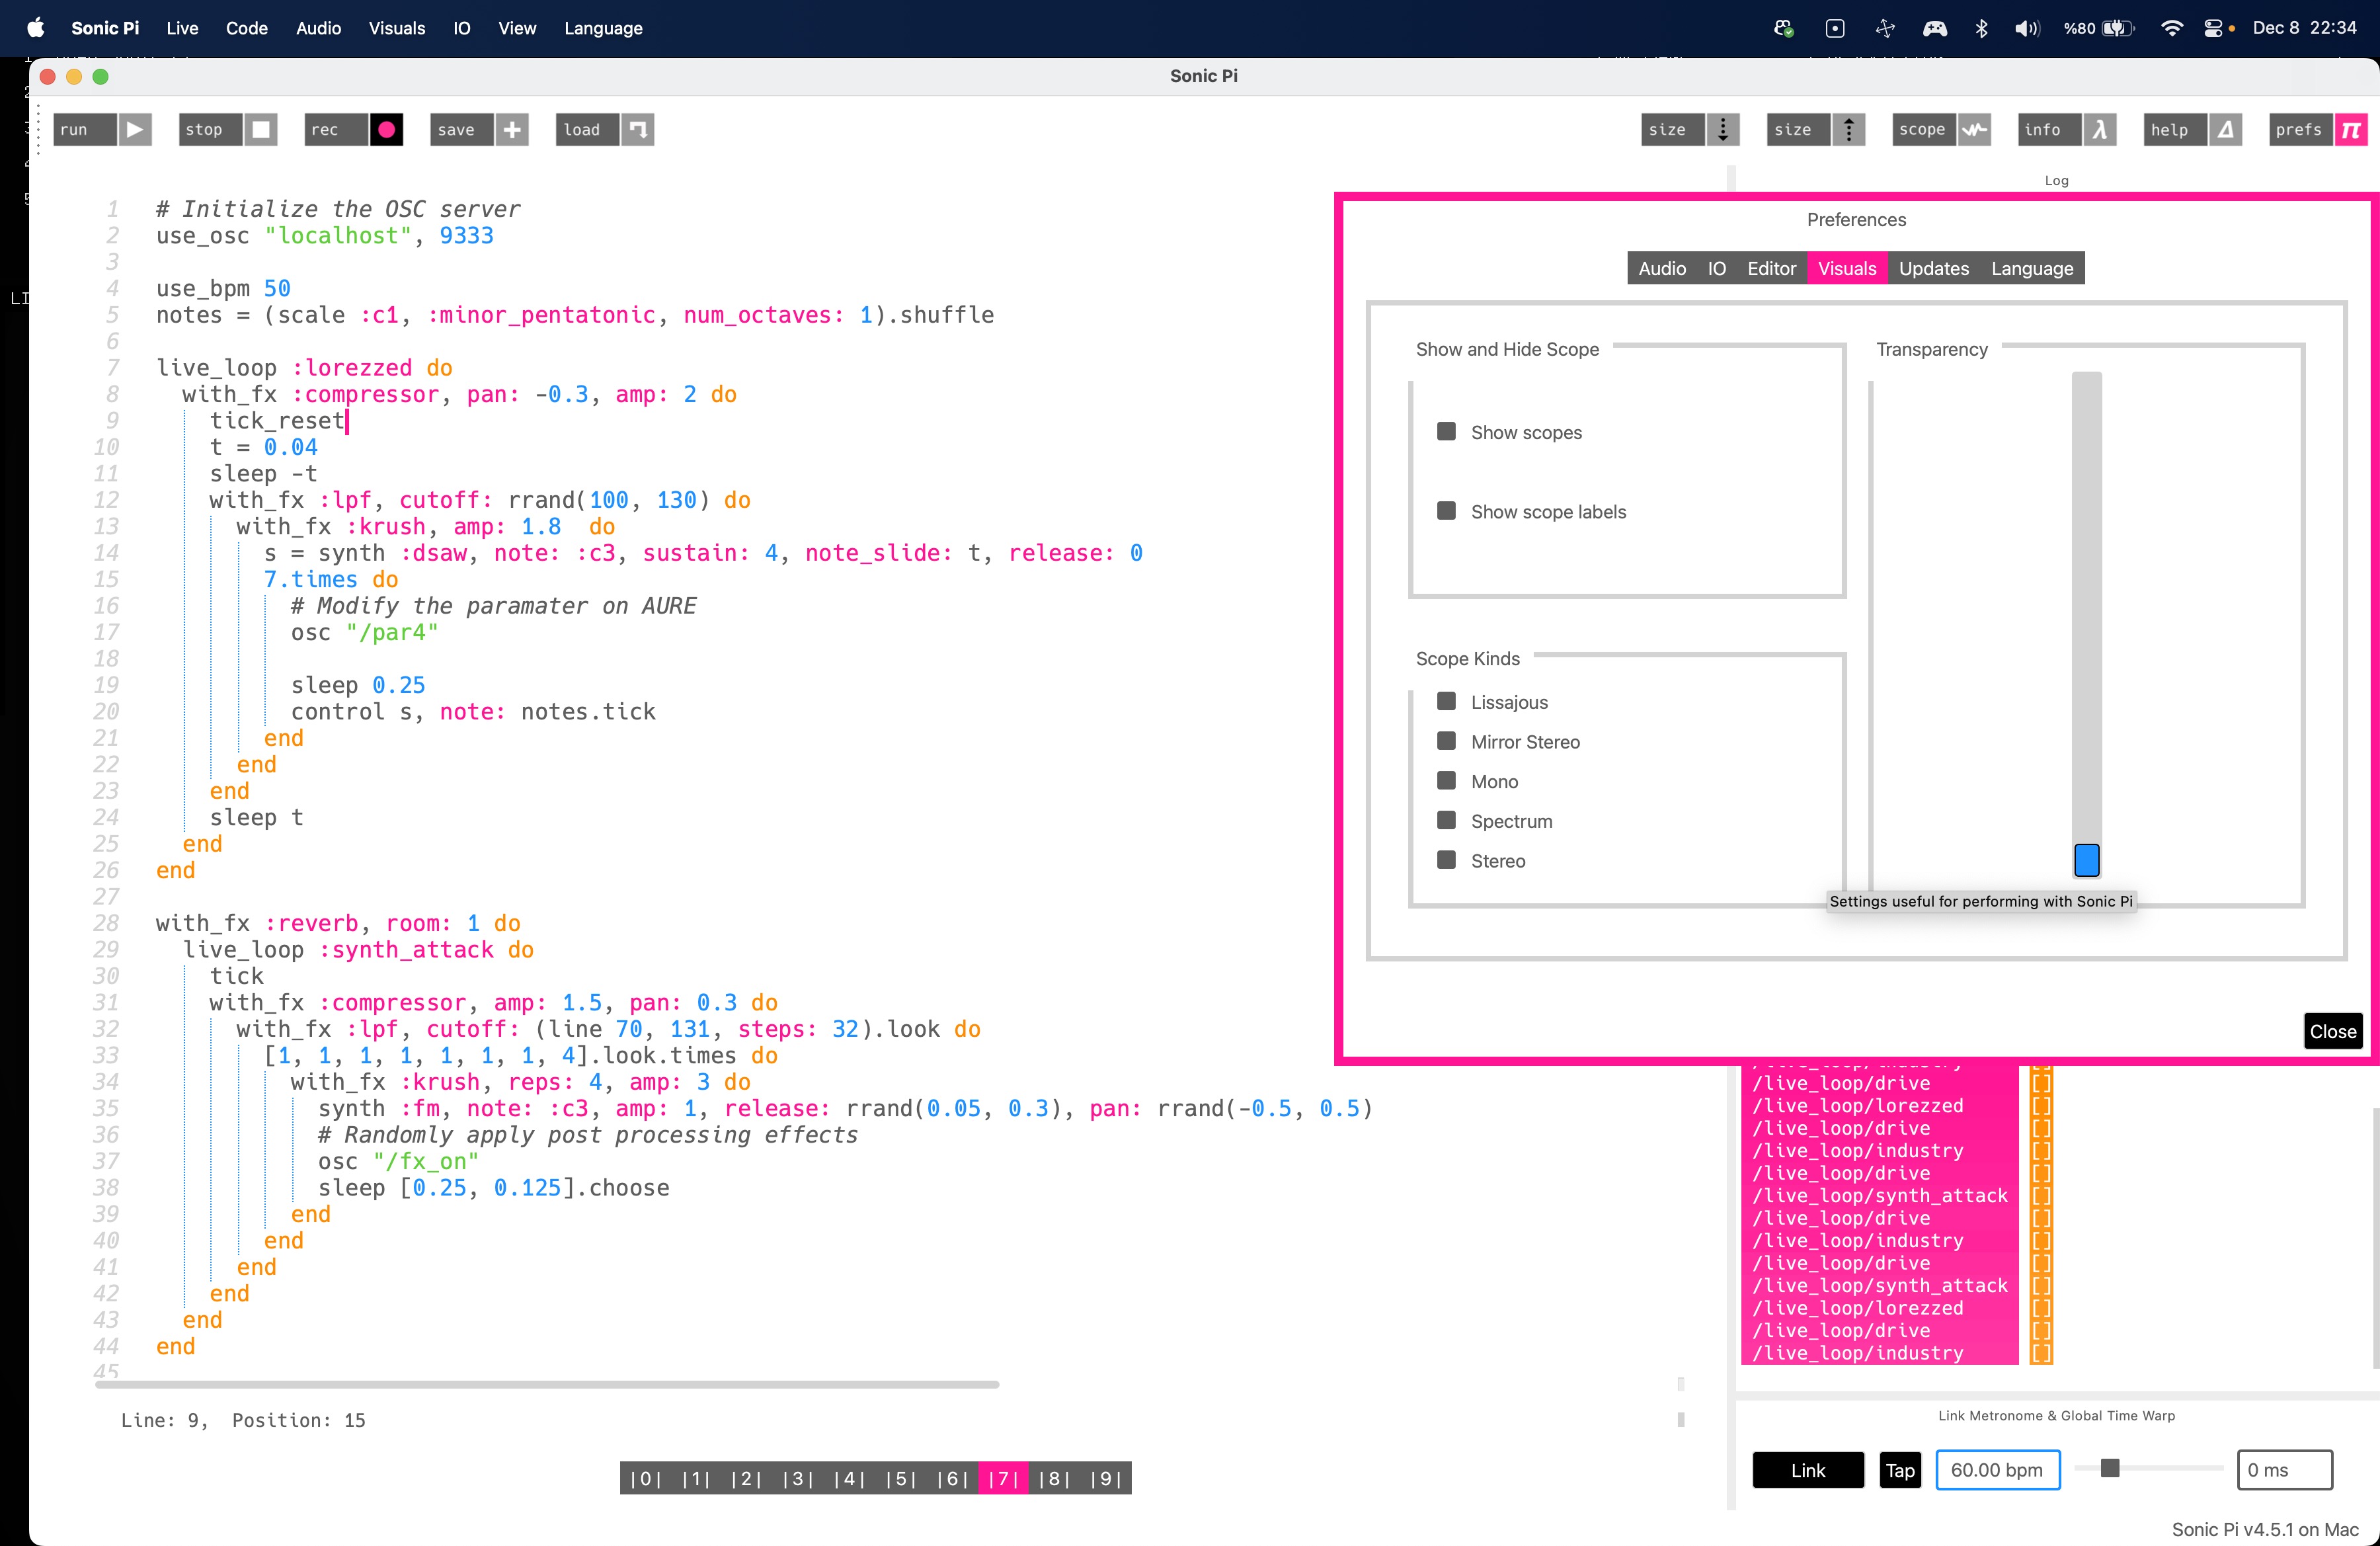 Sonic Pi Live Code Audio Visuals IO View Language %80 Dec 8 22:34
Sonic Pi
run stop rec save load size size scope info help prefs
Log
1 # Initialize the OSC server
2 use_osc "localhost", 9333
3
4 use_bpm 50
5 notes = (scale :c1, :minor_pentatonic, num_octaves: 1).shuffle
6
7 live_loop :lorezzed do
8 with_fx :compressor, pan: -0.3, amp: 2 do
9 tick_reset
10 t = 0.04
11 sleep -t
12 with_fx :lpf, cutoff: rrand(100, 130) do
13 with_fx :krush, amp: 1.8 do
14 s = synth :dsaw, note: :c3, sustain: 4, note_slide: t, release: 0
15 7.times do
16 # Modify the paramater on AURE
17 osc "/par4"
18
19 sleep 0.25
20 control s, note: notes.tick
21 end
22 end
23 end
24 sleep t
25 end
26 end
27
28 with_fx :reverb, room: 1 do
29 live_loop :synth_attack do
30 tick
31 with_fx :compressor, amp: 1.5, pan: 0.3 do
32 with_fx :lpf, cutoff: (line 70, 131, steps: 32).look do
33 [1, 1, 1, 1, 1, 1, 1, 4].look.times do
34 with_fx :krush, reps: 4, amp: 3 do
35 synth :fm, note: :c3, amp: 1, release: rrand(0.05, 0.3), pan: rrand(-0.5, 0.5)
36 # Randomly apply post processing effects
37 osc "/fx_on"
38 sleep [0.25, 0.125].choose
39 end
40 end
41 end
42 end
43 end
44 end
45
Line: 9, Position: 15
|0| |1| |2| |3| |4| |5| |6| |7| |8| |9|
Preferences
Audio IO Editor Visuals Updates Language
Show and Hide Scope
Show scopes
Show scope labels
Scope Kinds
Lissajous
Mirror Stereo
Mono
Spectrum
Stereo
Transparency
Settings useful for performing with Sonic Pi
Close
/live_loop/drive []
/live_loop/lorezzed []
/live_loop/drive []
/live_loop/industry []
/live_loop/drive []
/live_loop/synth_attack []
/live_loop/drive []
/live_loop/industry []
/live_loop/drive []
/live_loop/synth_attack []
/live_loop/lorezzed []
/live_loop/drive []
/live_loop/industry []
Link Metronome & Global Time Warp
Link Tap 60.00 bpm 0 ms
Sonic Pi v4.5.1 on Mac